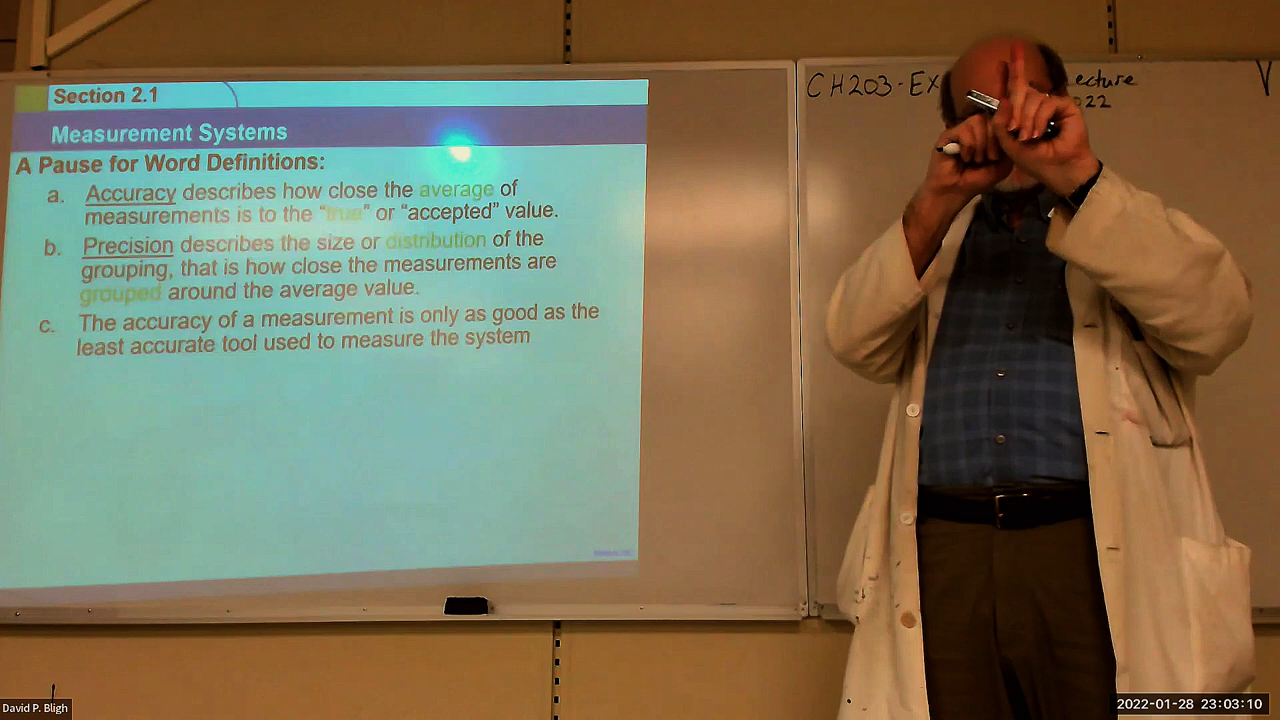 Section 2.1
Measurement Systems
A Pause for Word Definitions:
a. Accuracy describes how close the average of
measurements is to the "true" or "accepted" value.
b. Precision describes the size or distribution of the
grouping, that is how close the measurements are
grouped around the average value.
c. The accuracy of a measurement is only as good as the
least accurate tool used to measure the system
CH203-Ex ecture
022
David P. Bligh
2022-01-28 23:03:10